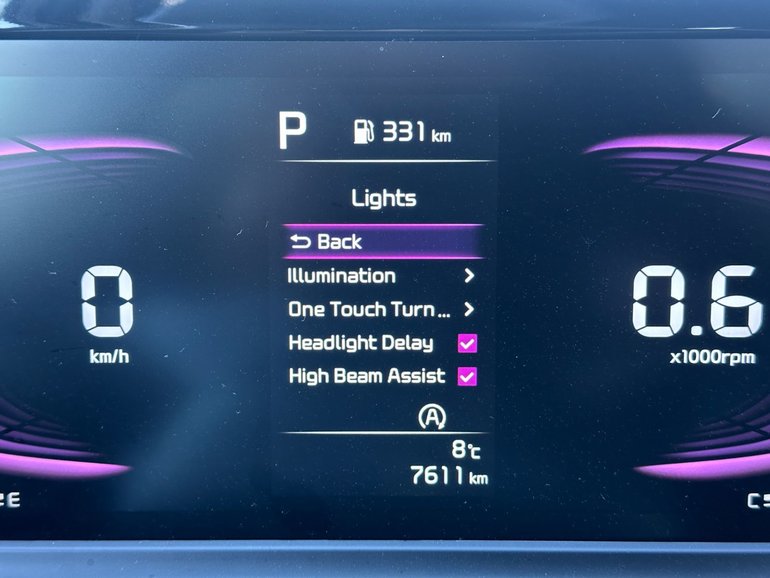 P 331 km
Lights
Back
Illumination
One Touch Turn...
Headlight Delay
High Beam Assist
0
km/h
0.6
x1000rpm
A
8°C
7611 km
E
C